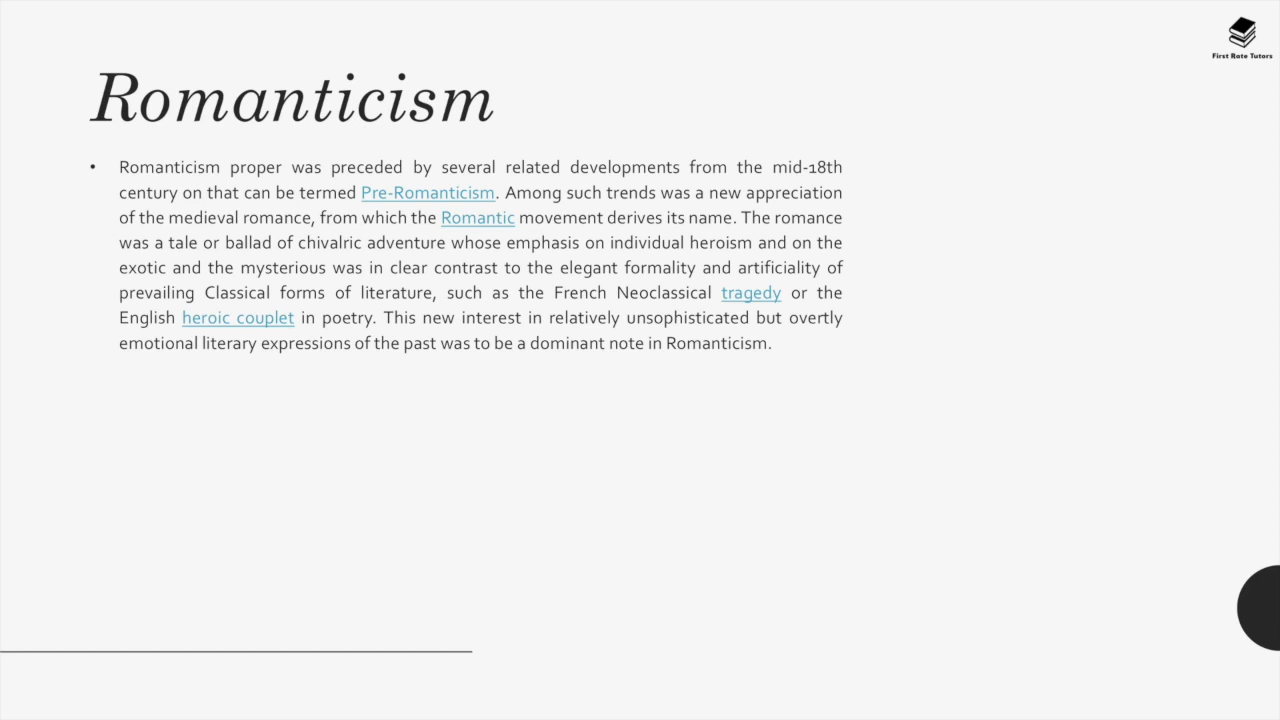 First Rate Tutors
Romanticism
• Romanticism proper was preceded by several related developments from the mid-18th
century on that can be termed Pre-Romanticism. Among such trends was a new appreciation
of the medieval romance, from which the Romantic movement derives its name. The romance
was a tale or ballad of chivalric adventure whose emphasis on individual heroism and on the
exotic and the mysterious was in clear contrast to the elegant formality and artificiality of
prevailing Classical forms of literature, such as the French Neoclassical tragedy or the
English heroic couplet in poetry. This new interest in relatively unsophisticated but overtly
emotional literary expressions of the past was to be a dominant note in Romanticism.